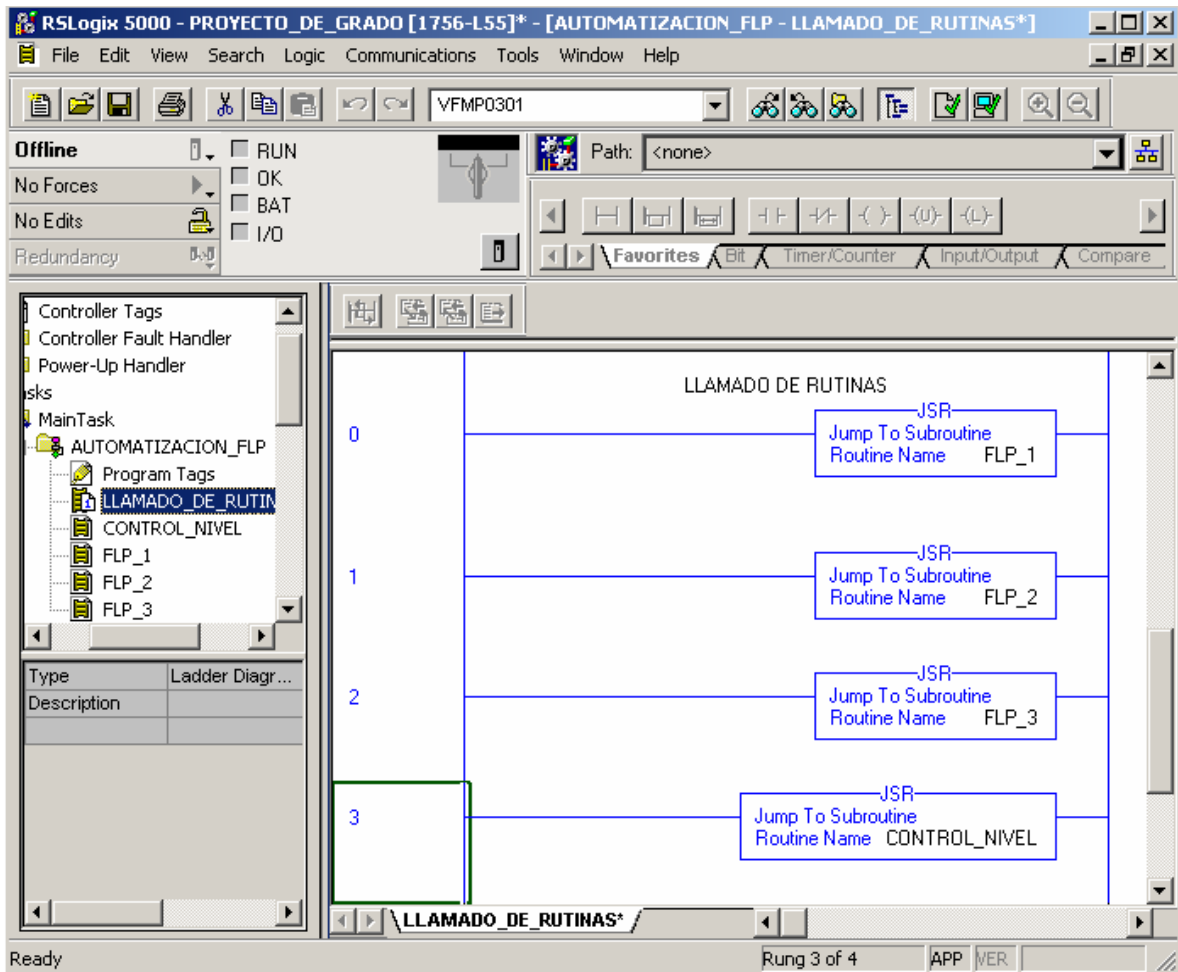 RSLogix 5000 - PROYECTO_DE_GRADO [1756-L55]* - [AUTOMATIZACION_FLP - LLAMADO_DE_RUTINAS*]
File Edit View Search Logic Communications Tools Window Help
VFMP0301
Offline
RUN
No Forces
OK
No Edits
BAT
Redundancy
I/O
Path: <none>
Favorites Bit Timer/Counter Input/Output Compare
Controller Tags
Controller Fault Handler
Power-Up Handler
asks
MainTask
AUTOMATIZACION_FLP
Program Tags
LLAMADO_DE_RUTIN
CONTROL_NIVEL
FLP_1
FLP_2
FLP_3
Type Ladder Diagr...
Description
LLAMADO DE RUTINAS
0
JSR
Jump To Subroutine
Routine Name FLP_1
1
JSR
Jump To Subroutine
Routine Name FLP_2
2
JSR
Jump To Subroutine
Routine Name FLP_3
3
JSR
Jump To Subroutine
Routine Name CONTROL_NIVEL
LLAMADO_DE_RUTINAS*
Ready
Rung 3 of 4
APP
VER